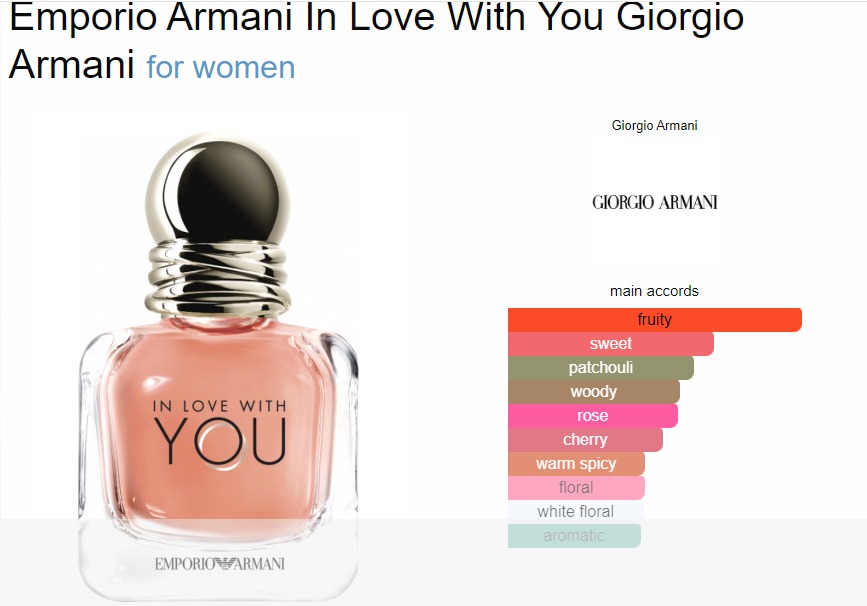 Emporio Armani In Love With You Giorgio
Armani for women
Giorgio Armani
GIORGIO ARMANI
main accords
fruity
sweet
patchouli
woody
rose
cherry
warm spicy
floral
white floral
aromatic
IN LOVE WITH
YOU
EMPORIO ARMANI